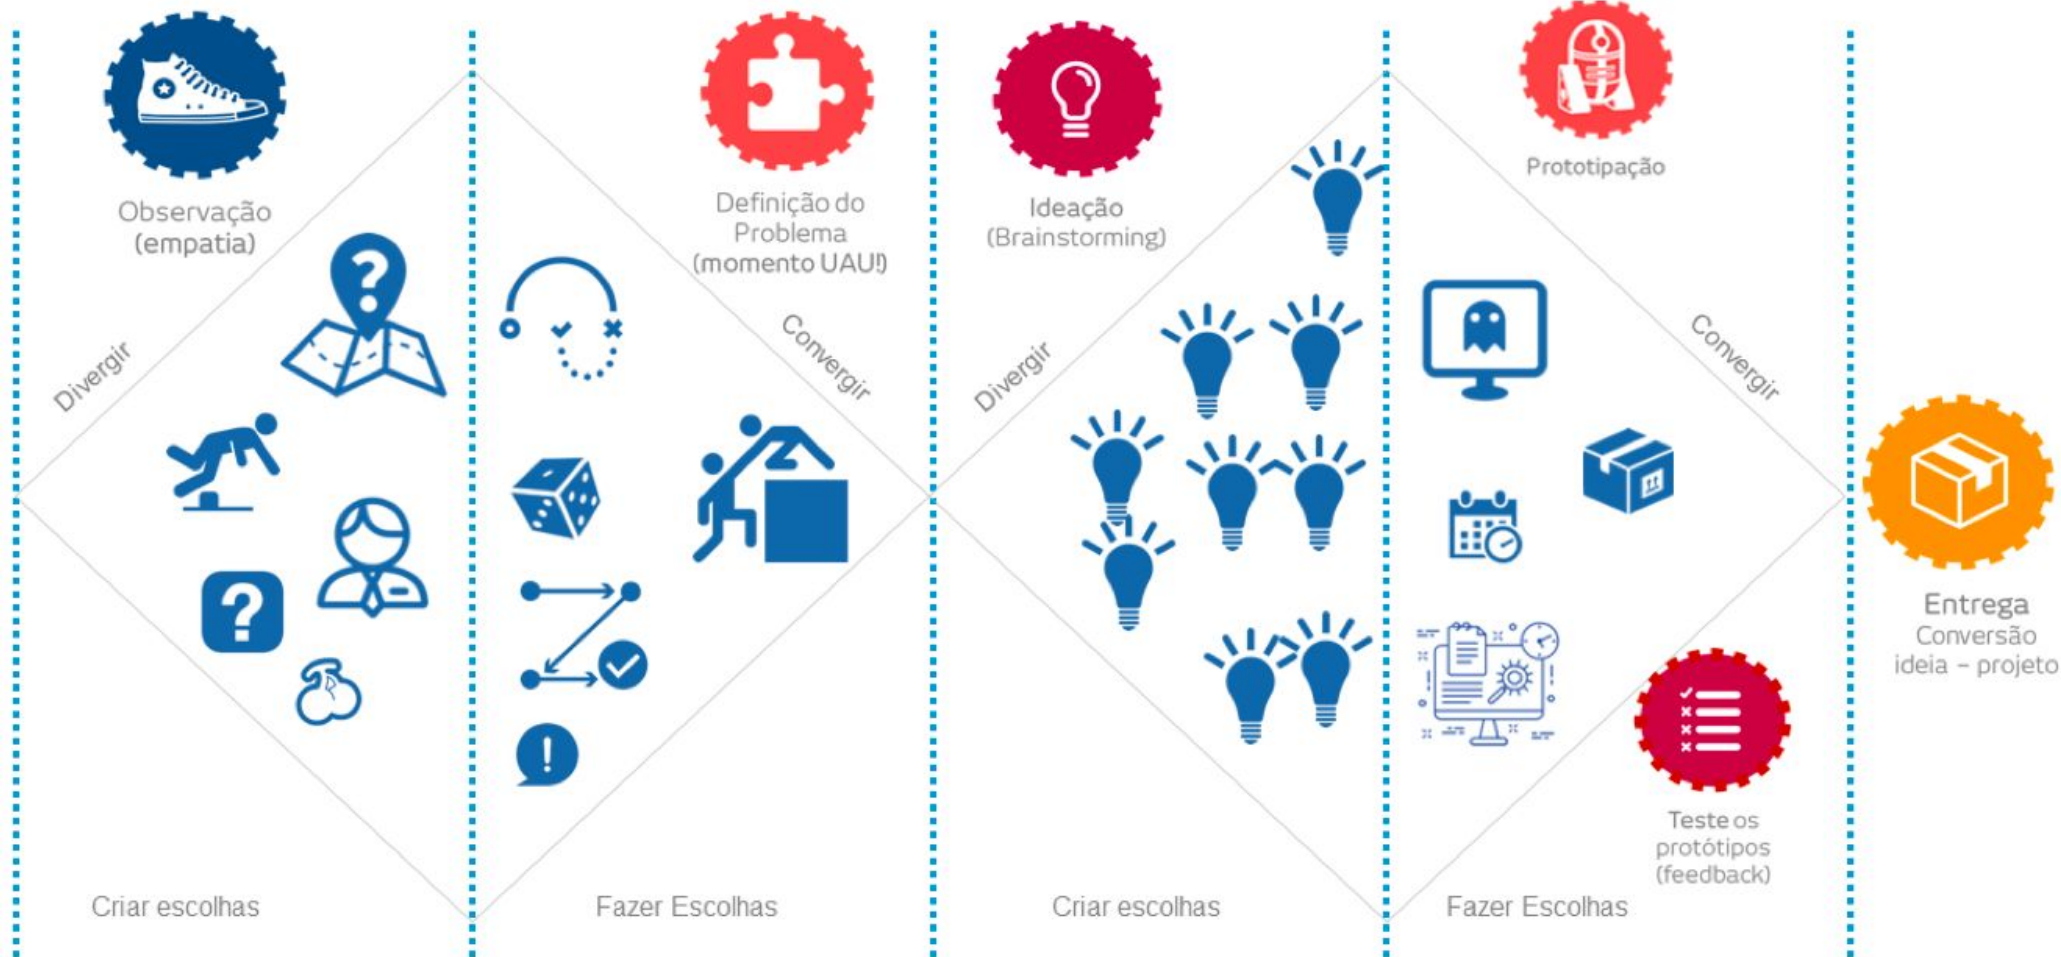 Observação
(empatia)
Divergir
Criar escolhas
Definição do
Problema
(momento UAU!)
Convergir
Fazer Escolhas
Ideação
(Brainstorming)
Divergir
Criar escolhas
Prototipação
Convergir
Teste os
protótipos
(feedback)
Fazer Escolhas
Entrega
Conversão
ideia – projeto